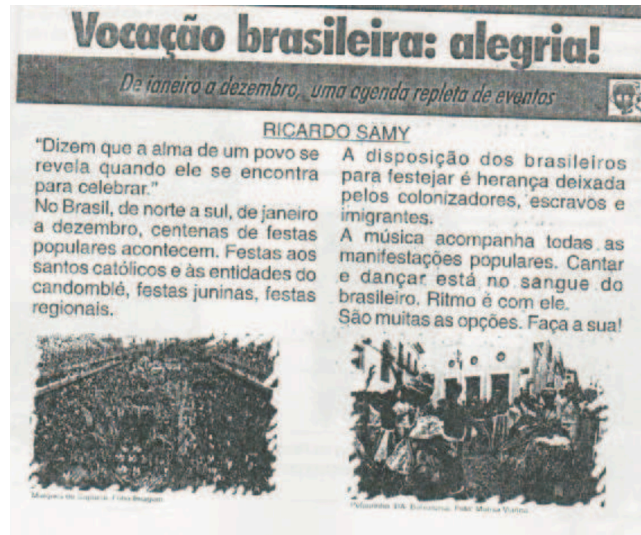 Vocação brasileira: alegria!
De janeiro a dezembro, uma agenda repleta de eventos
RICARDO SAMY
"Dizem que a alma de um povo se
revela quando ele se encontra
para celebrar."
No Brasil, de norte a sul, de janeiro
a dezembro, centenas de festas
populares acontecem. Festas aos
santos católicos e às entidades do
candomblé, festas juninas, festas
regionais.
A disposição dos brasileiros
para festejar é herança deixada
pelos colonizadores, escravos e
imigrantes.
A música acompanha todas as
manifestações populares. Cantar
e dançar está no sangue do
brasileiro. Ritmo é com ele.
São muitas as opções. Faça a sua!